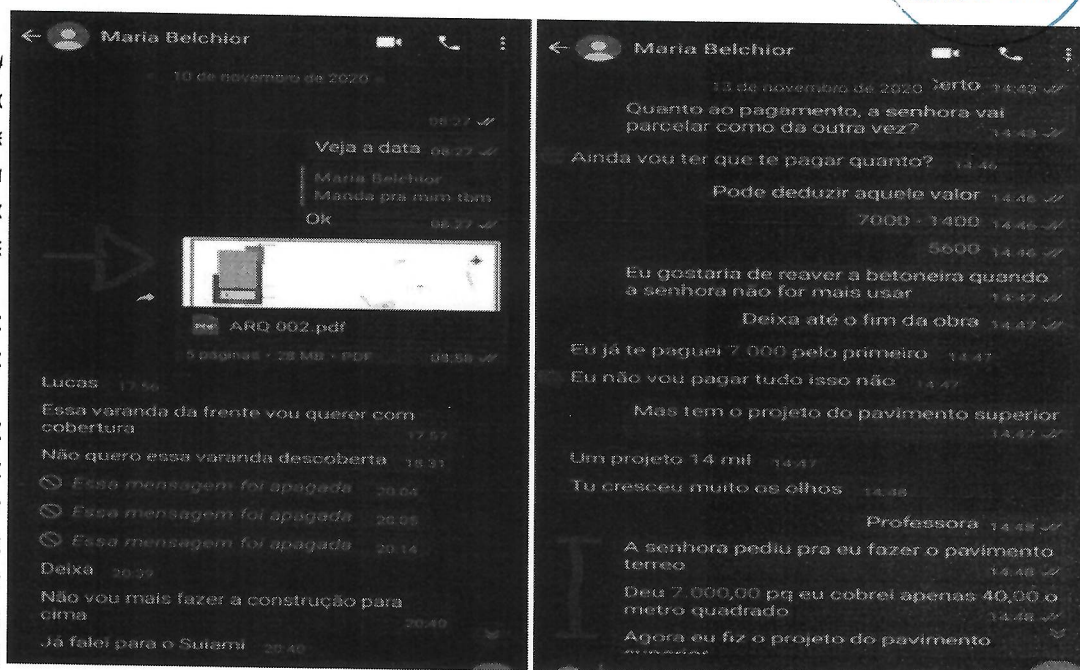 Maria Belchior
10 de novembro de 2020
08:27
Veja a data 08:27
Maria Belchior
Manda pra mim tbm
Ok 08:27
ARQ 002.pdf
5 páginas • 28 MB • PDF 08:58
Lucas 17:56
Essa varanda da frente vou querer com
cobertura 17:57
Não quero essa varanda descoberta 18:31
Essa mensagem foi apagada 20:04
Essa mensagem foi apagada 20:05
Essa mensagem foi apagada 20:14
Deixa 20:39
Não vou mais fazer a construção para
cima 20:40
Já falei para o Suiami 20:40
Maria Belchior
13 de novembro de 2020 14:43
Quanto ao pagamento, a senhora vai
parcelar como da outra vez? 14:43
Ainda vou ter que te pagar quanto? 14:46
Pode deduzir aquele valor 14:46
7000 - 1400 14:46
5600 14:46
Eu gostaria de reaver a betoneira quando
a senhora não for mais usar 14:47
Deixa até o fim da obra 14:47
Eu já te paguei 7.000 pelo primeiro 14:47
Eu não vou pagar tudo isso não 14:47
Mas tem o projeto do pavimento superior
14:47
Um projeto 14 mil 14:47
Tu cresceu muito os olhos 14:48
Professora 14:48
A senhora pediu pra eu fazer o pavimento
terreo 14:48
Deu 7.000,00 pq eu cobrei apenas 40,00 o
metro quadrado 14:48
Agora eu fiz o projeto do pavimento
superior